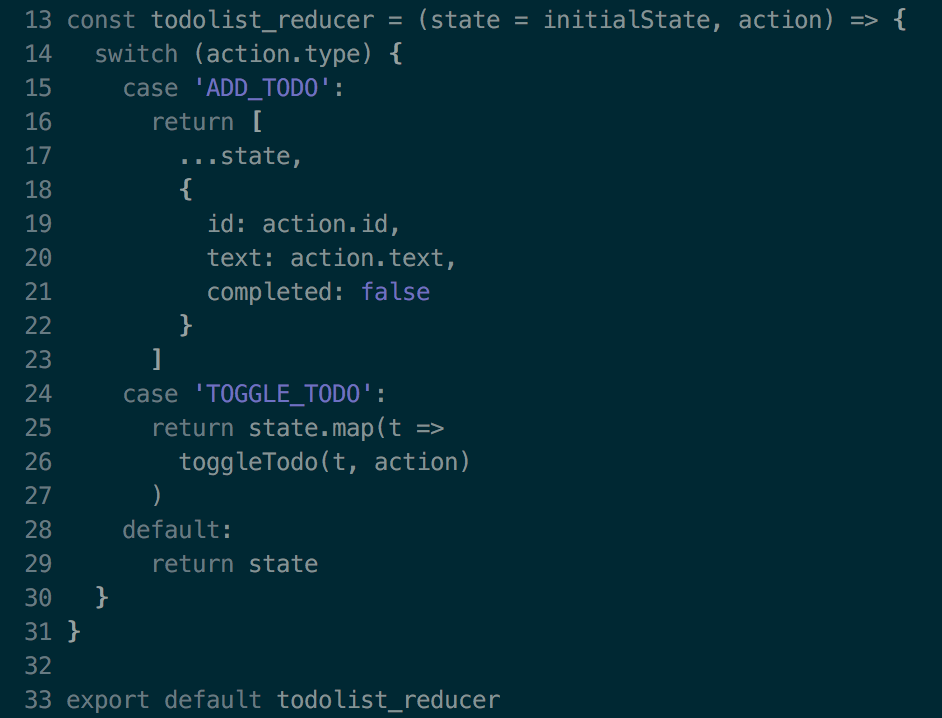 13 const todolist_reducer = (state = initialState, action) => {
14   switch (action.type) {
15     case 'ADD_TODO':
16       return [
17         ...state,
18         {
19           id: action.id,
20           text: action.text,
21           completed: false
22         }
23       ]
24     case 'TOGGLE_TODO':
25       return state.map(t =>
26         toggleTodo(t, action)
27       )
28     default:
29       return state
30   }
31 }
32
33 export default todolist_reducer